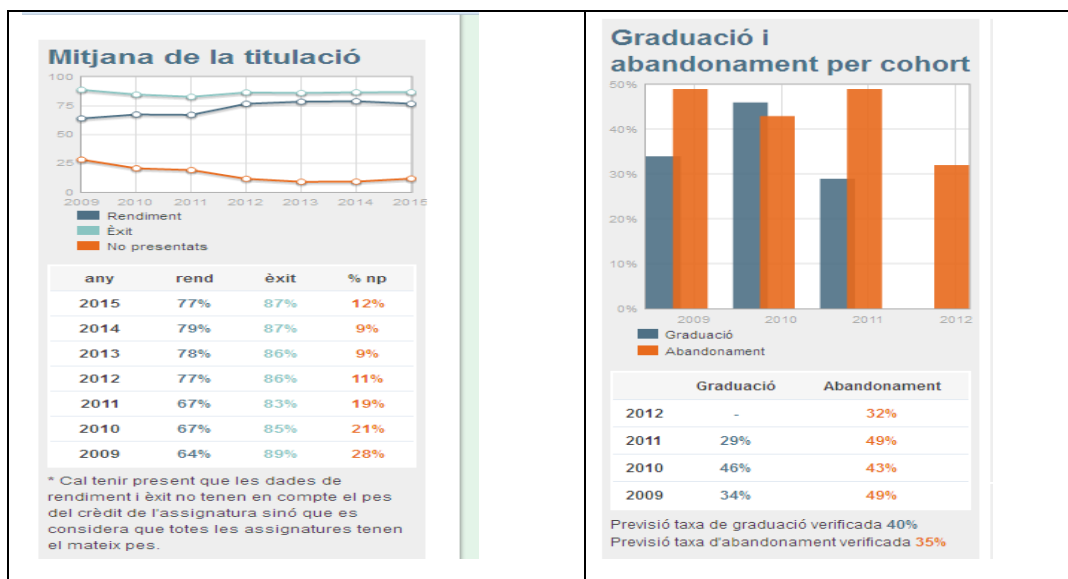 Mitjana de la titulació
100
75
50
25
0
2009 2010 2011 2012 2013 2014 2015
Rendiment
Èxit
No presentats
any rend èxit % np
2015 77% 87% 12%
2014 79% 87% 9%
2013 78% 86% 9%
2012 77% 86% 11%
2011 67% 83% 19%
2010 67% 85% 21%
2009 64% 89% 28%
* Cal tenir present que les dades de
rendiment i èxit no tenen en compte el pes
del crèdit de l'assignatura sinó que es
considera que totes les assignatures tenen
el mateix pes.
Graduació i
abandonament per cohort
50%
40%
30%
20%
10%
0%
2009 2010 2011 2012
Graduació
Abandonament
Graduació Abandonament
2012 - 32%
2011 29% 49%
2010 46% 43%
2009 34% 49%
Previsió taxa de graduació verificada 40%
Previsió taxa d'abandonament verificada 35%